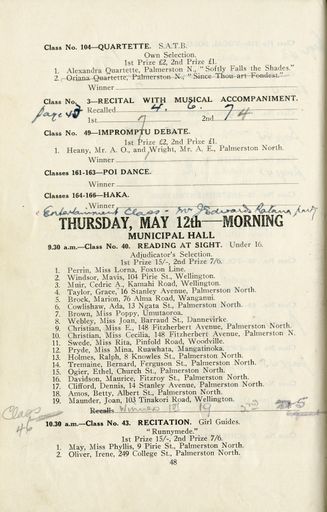 Class No. 104—QUARTETTE. S.A.T.B.
Own Selection.
1st Prize £2, 2nd Prize £1.
1. Alexandra Quartette, Palmerston N., "Softly Falls the Shades."
2. Oriana Quartette, Palmerston N., "Since Thou art Fondest."
Winner
Class No. 3—RECITAL WITH MUSICAL ACCOMPANIMENT.
Recalled 4. 6.
1st 7 2nd 4
Class No. 49—IMPROMPTU DEBATE.
1st Prize £2, 2nd Prize £1.
1. Heany, Mr. A. O., and Wright, Mr. A. E., Palmerston North.
Winner
Classes 161-163—POI DANCE.
Winner
Classes 164-166—HAKA.
Winner
Entertainment Class - Mr Edward
THURSDAY, MAY 12th—MORNING
MUNICIPAL HALL
9.30 a.m.—Class No. 40. READING AT SIGHT. Under 16.
Adjudicator's Selection.
1st Prize 15/-, 2nd Prize 7/6.
1. Perrin, Miss Lorna, Foxton Line.
2. Windsor, Mavis, 104 Pirie St., Wellington.
3. Muir, Cedric A., Kamahi Road, Wellington.
4. Taylor, Grace, 16 Stanley Avenue, Palmerston North.
5. Brock, Marion, 76 Alma Road, Wanganui.
6. Cowlishaw, Ada, 13 Ngata St., Palmerston North.
7. Brown, Miss Poppy, Umutaoroa.
8. Webley, Miss Joan, Barraud St., Dannevirke.
9. Christian, Miss E., 148 Fitzherbert Avenue, Palmerston North.
10. Christian, Miss Cecilia, 148 Fitzherbert Avenue, Palmerston N.
11. Swede, Miss Rita, Pinfold Road, Woodville.
12. Pryde, Miss Mina, Ruawhata, Mangatinoka.
13. Holmes, Ralph, 8 Knowles St., Palmerston North.
14. Tremaine, Bernard, Ferguson St., Palmerston North.
15. Ogier, Ethel, Church St., Palmerston North.
16. Davidson, Maurice, Fitzroy St., Palmerston North.
17. Clifford, Dennis, 14 Stanley Avenue, Palmerston North.
18. Amos, Betty, Albert St., Palmerston North.
19. Maunder, Joan, 103 Tinakori Road, Wellington.
Class 46
Recalls Winner 1st 19 2nd 5
10.30 a.m.—Class No. 43. RECITATION. Girl Guides.
"Runnymede."
1st Prize 15/-, 2nd Prize 7/6.
1. May, Miss Phyllis, 9 Pirie St., Palmerston North.
2. Oliver, Irene, 249 College St., Palmerston North.
48